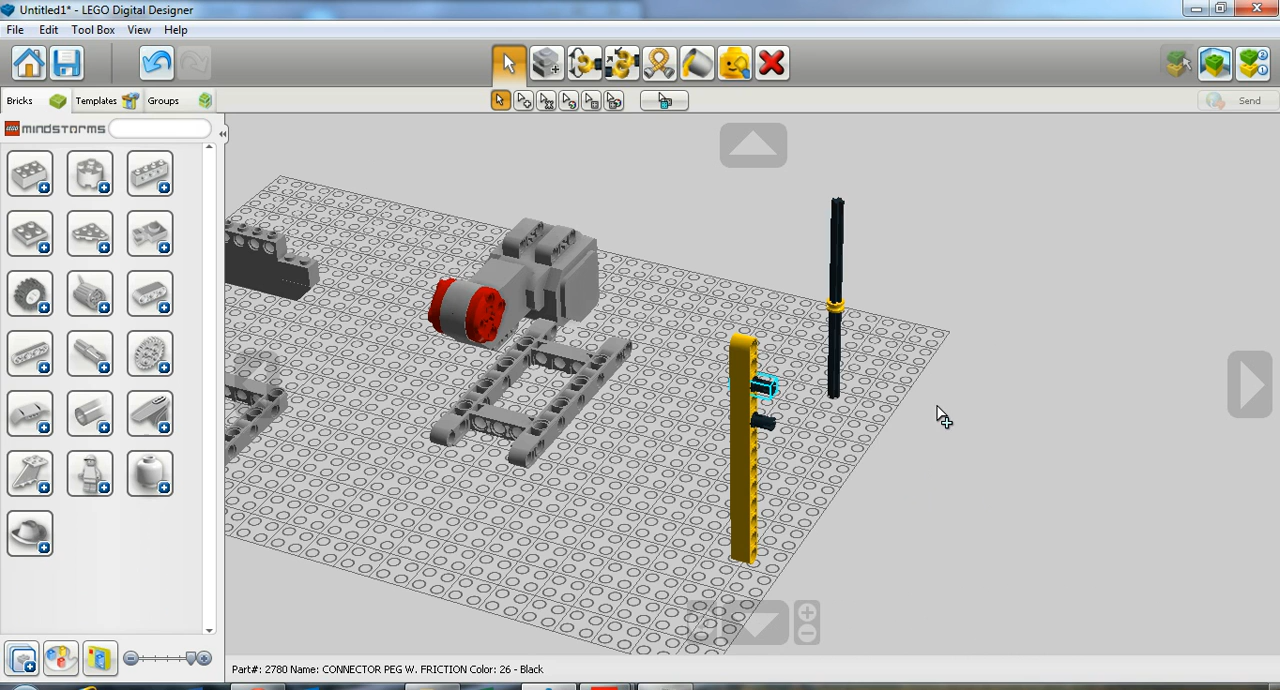 Untitled1* - LEGO Digital Designer
File Edit Tool Box View Help
Bricks Templates Groups Send
LEGO mindstorms
Part#: 2780 Name: CONNECTOR PEG W. FRICTION Color: 26 - Black